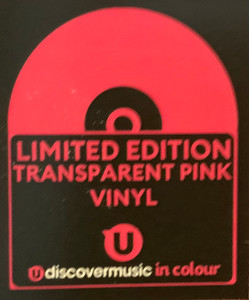 LIMITED EDITION
TRANSPARENT PINK
VINYL
U
Udiscovermusic in colour